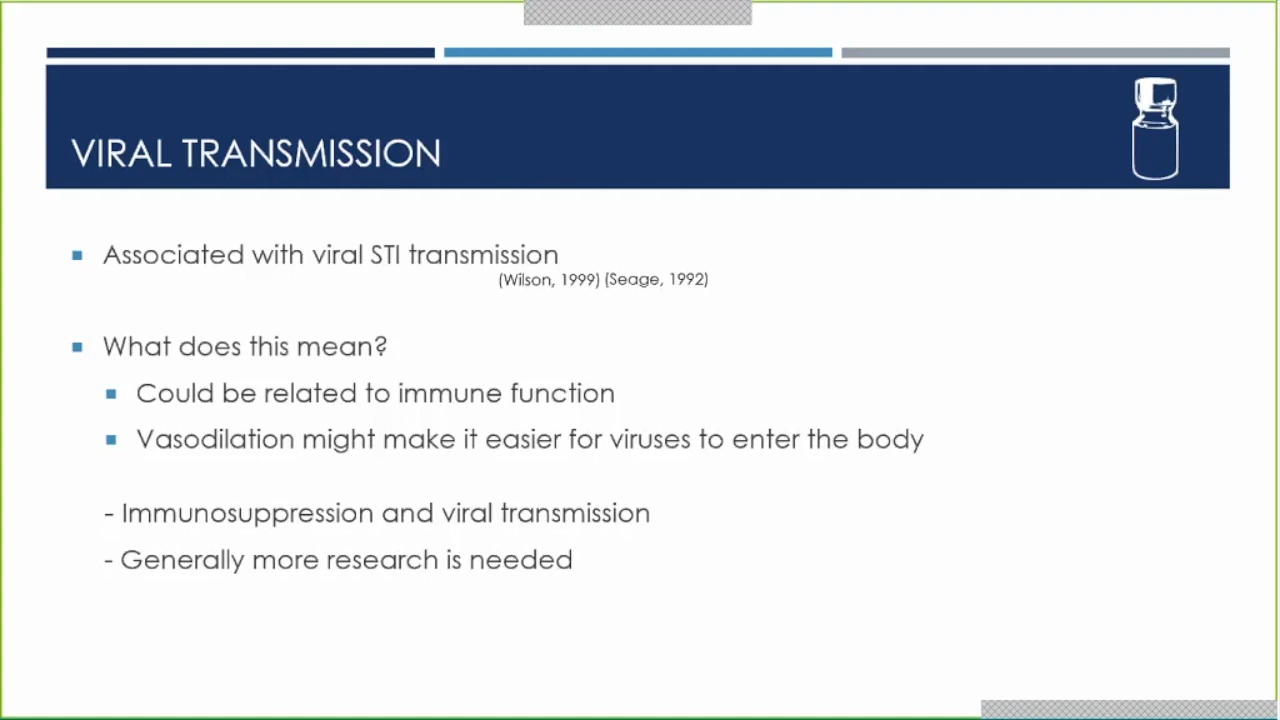 VIRAL TRANSMISSION
Associated with viral STI transmission
(Wilson, 1999) (Seage, 1992)
What does this mean?
Could be related to immune function
Vasodilation might make it easier for viruses to enter the body
- Immunosuppression and viral transmission
- Generally more research is needed